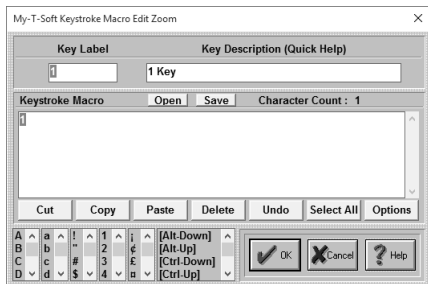 My-T-Soft Keystroke Macro Edit Zoom
Key Label Key Description (Quick Help)
1 1 Key
Keystroke Macro Open Save Character Count : 1
1
Cut Copy Paste Delete Undo Select All Options
A a ! 1 ¡ [Alt-Down]
B b " 2 ¢ [Alt-Up]
C c # 3 £ [Ctrl-Down]
D d $ 4 ¤ [Ctrl-Up]
OK Cancel Help